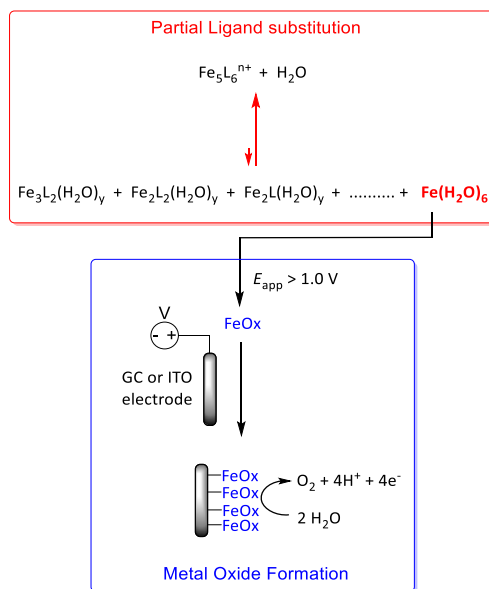 Partial Ligand substitution
Fe₅L₆ⁿ⁺ + H₂O
Fe₃L₂(H₂O)ᵧ + Fe₂L₂(H₂O)ᵧ + Fe₂L(H₂O)ᵧ + .......... + Fe(H₂O)₆
E_app > 1.0 V
FeOx
V
- +
GC or ITO
electrode
FeOx
FeOx
FeOx
FeOx
O₂ + 4H⁺ + 4e⁻
2 H₂O
Metal Oxide Formation